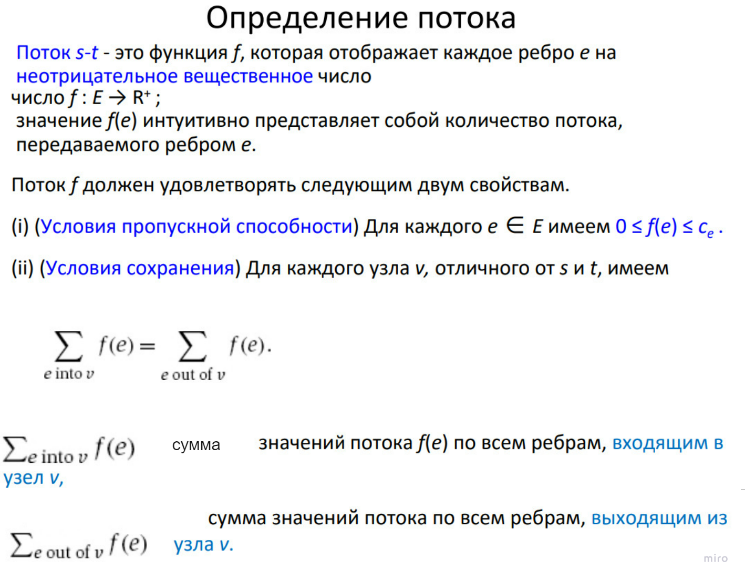 Определение потока
Поток s-t - это функция f, которая отображает каждое ребро e на
неотрицательное вещественное число
число f : E → R⁺ ;
значение f(e) интуитивно представляет собой количество потока,
передаваемого ребром e.
Поток f должен удовлетворять следующим двум свойствам.
(i) (Условия пропускной способности) Для каждого e ∈ E имеем 0 ≤ f(e) ≤ cₑ .
(ii) (Условия сохранения) Для каждого узла v, отличного от s и t, имеем
∑ f(e) = ∑ f(e).
e into v e out of v
∑e into v f(e) сумма значений потока f(e) по всем ребрам, входящим в
узел v,
сумма значений потока по всем ребрам, выходящим из
∑e out of v f(e) узла v.
miro